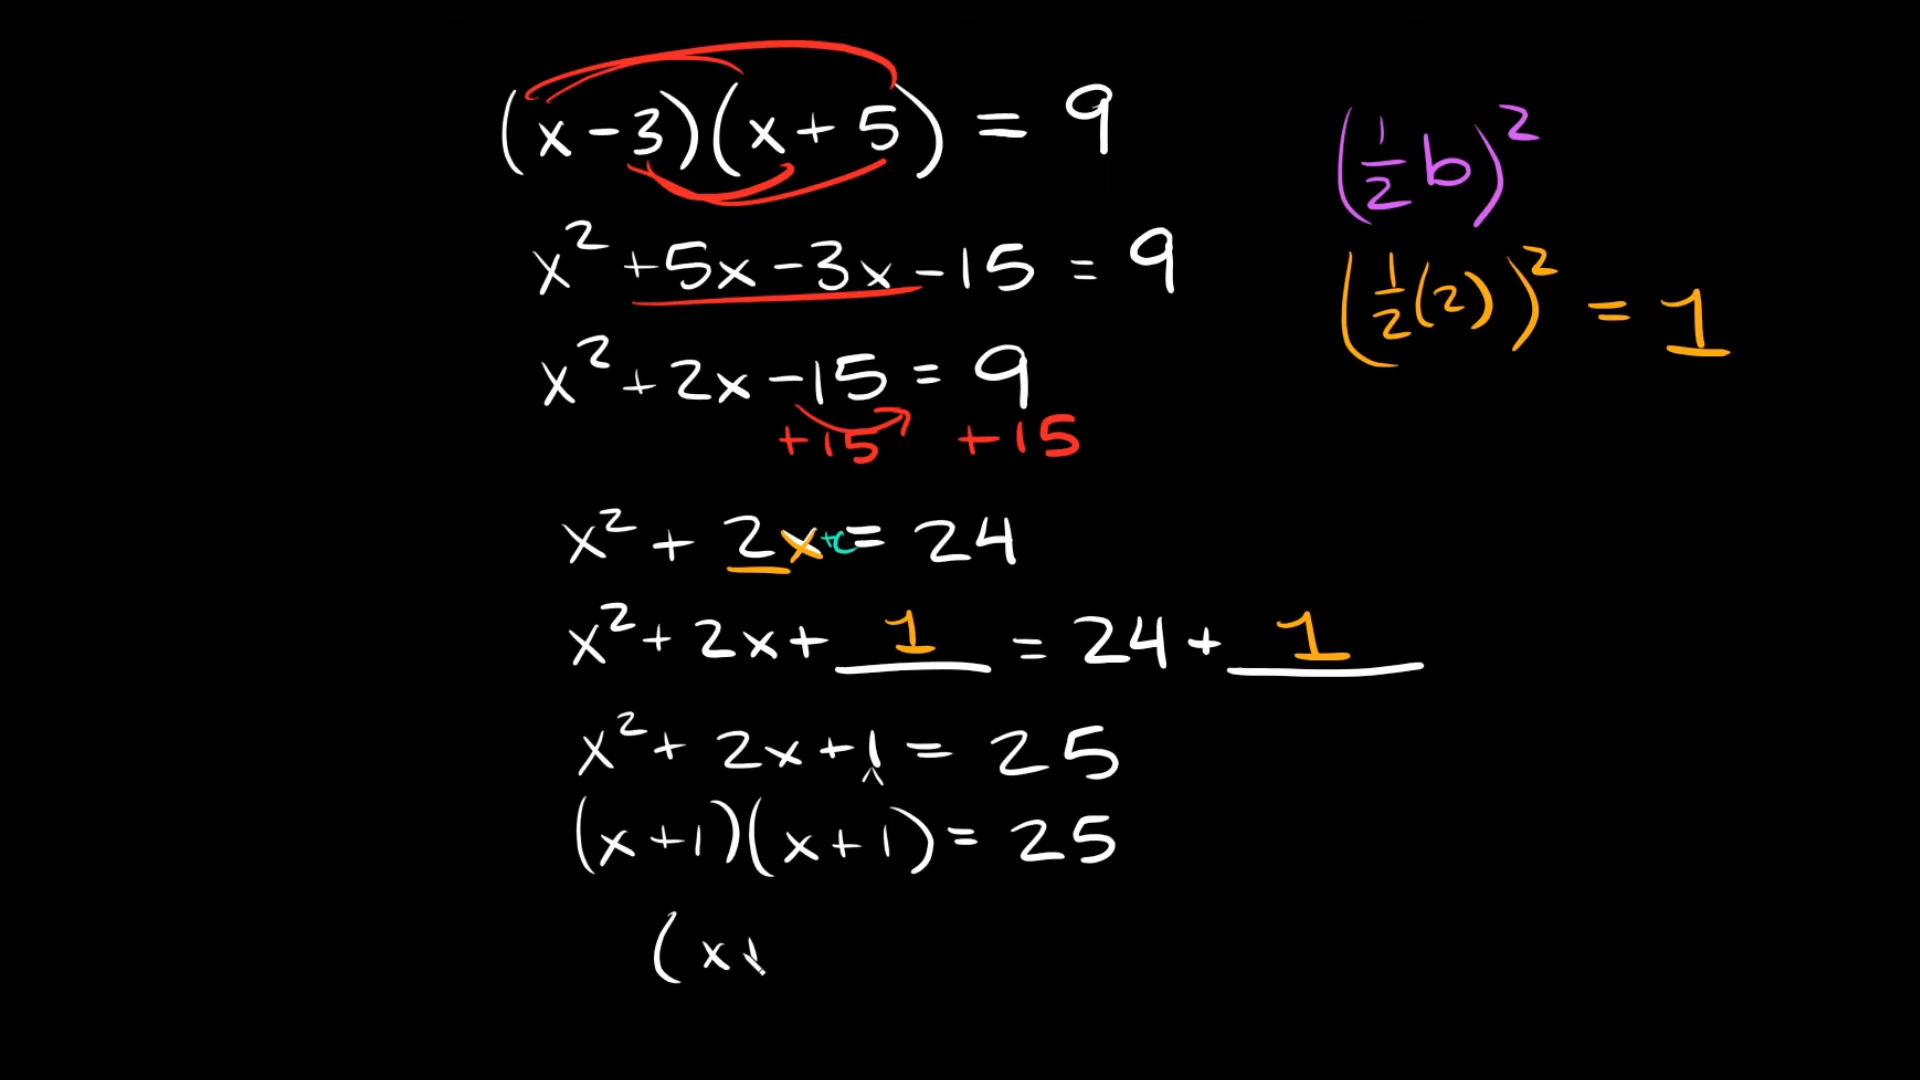 (x-3)(x+5) = 9
x² +5x-3x-15 = 9
x²+2x-15 = 9
+15 +15
x² + 2x+c = 24
x²+2x+ 1 = 24+ 1
x²+ 2x+1 = 25
(x+1)(x+1) = 25
(x+
(½b)²
(½(2))² = 1